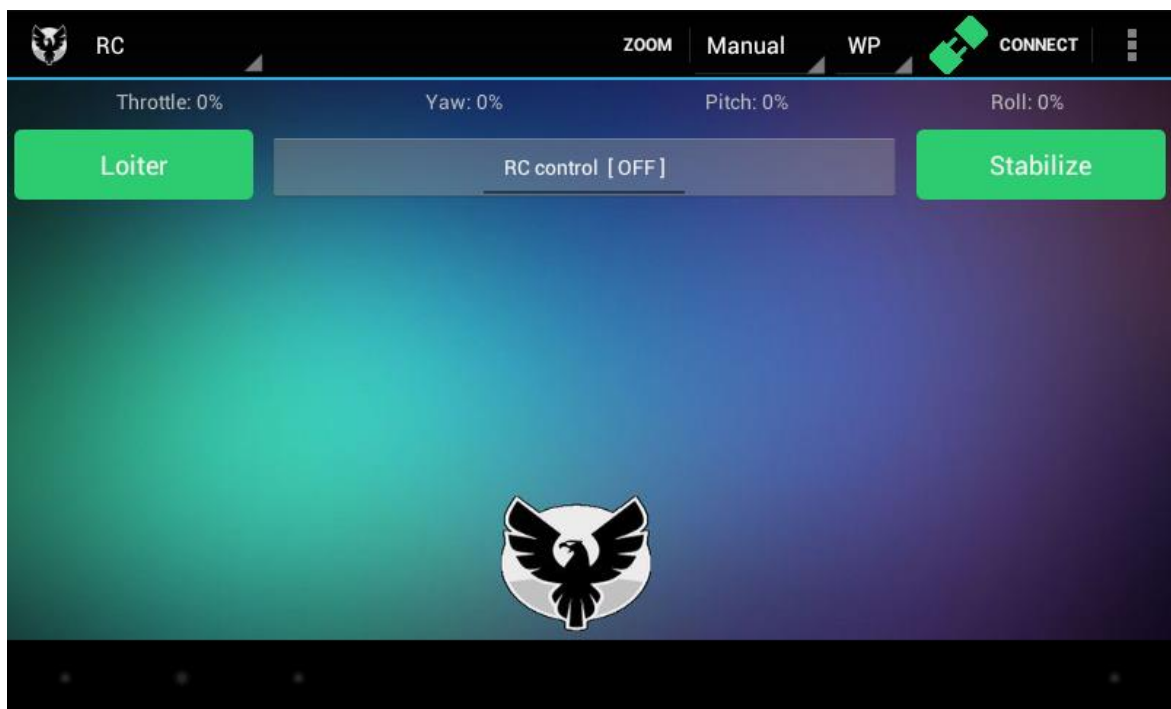 RC ZOOM Manual WP CONNECT
Throttle: 0% Yaw: 0% Pitch: 0% Roll: 0%
Loiter RC control [ OFF ] Stabilize